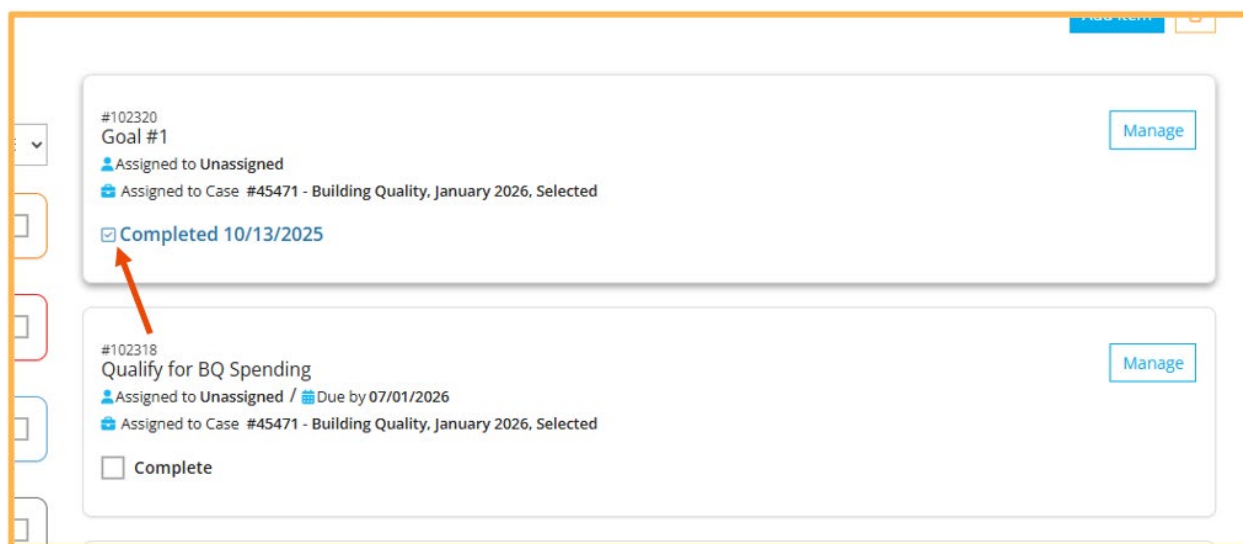 #102320
Goal #1
Manage
Assigned to Unassigned
Assigned to Case #45471 - Building Quality, January 2026, Selected
Completed 10/13/2025
#102318
Qualify for BQ Spending
Manage
Assigned to Unassigned / Due by 07/01/2026
Assigned to Case #45471 - Building Quality, January 2026, Selected
Complete